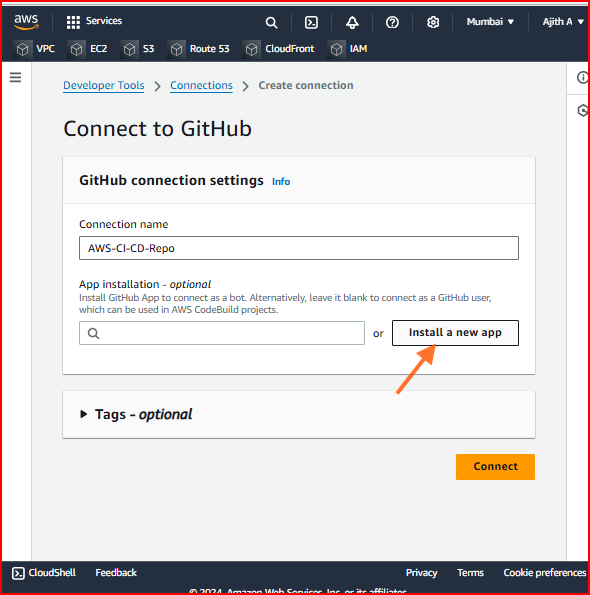 aws
Services
Mumbai
Ajith A
VPC
EC2
S3
Route 53
CloudFront
IAM
Developer Tools
Connections
Create connection
Connect to GitHub
GitHub connection settings Info
Connection name
AWS-CI-CD-Repo
App installation - optional
Install GitHub App to connect as a bot. Alternatively, leave it blank to connect as a GitHub user,
which can be used in AWS CodeBuild projects.
or
Install a new app
Tags - optional
Connect
CloudShell
Feedback
Privacy
Terms
Cookie preferences
© 2024, Amazon Web Services, Inc. or its affiliates.